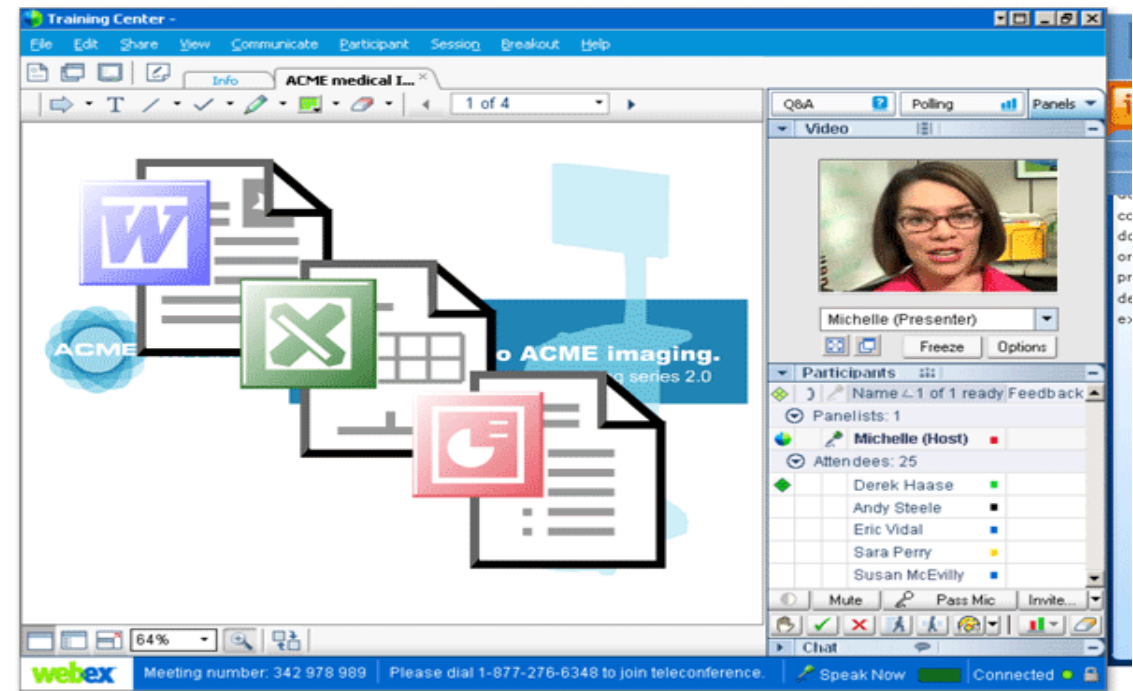 Training Center -
File Edit Share View Communicate Participant Session Breakout Help
Info ACME medical I...
T 1 of 4
Q&A Polling Panels
Video
W
ACME
o ACME imaging.
g series 2.0
Michelle (Presenter)
Freeze Options
Participants
Name 1 of 1 ready Feedback
Panelists: 1
Michelle (Host)
Attendees: 25
Derek Haase
Andy Steele
Eric Vidal
Sara Perry
Susan McEvilly
Mute Pass Mic Invite...
64%
Chat
webex Meeting number: 342 978 989 Please dial 1-877-276-6348 to join teleconference. Speak Now Connected